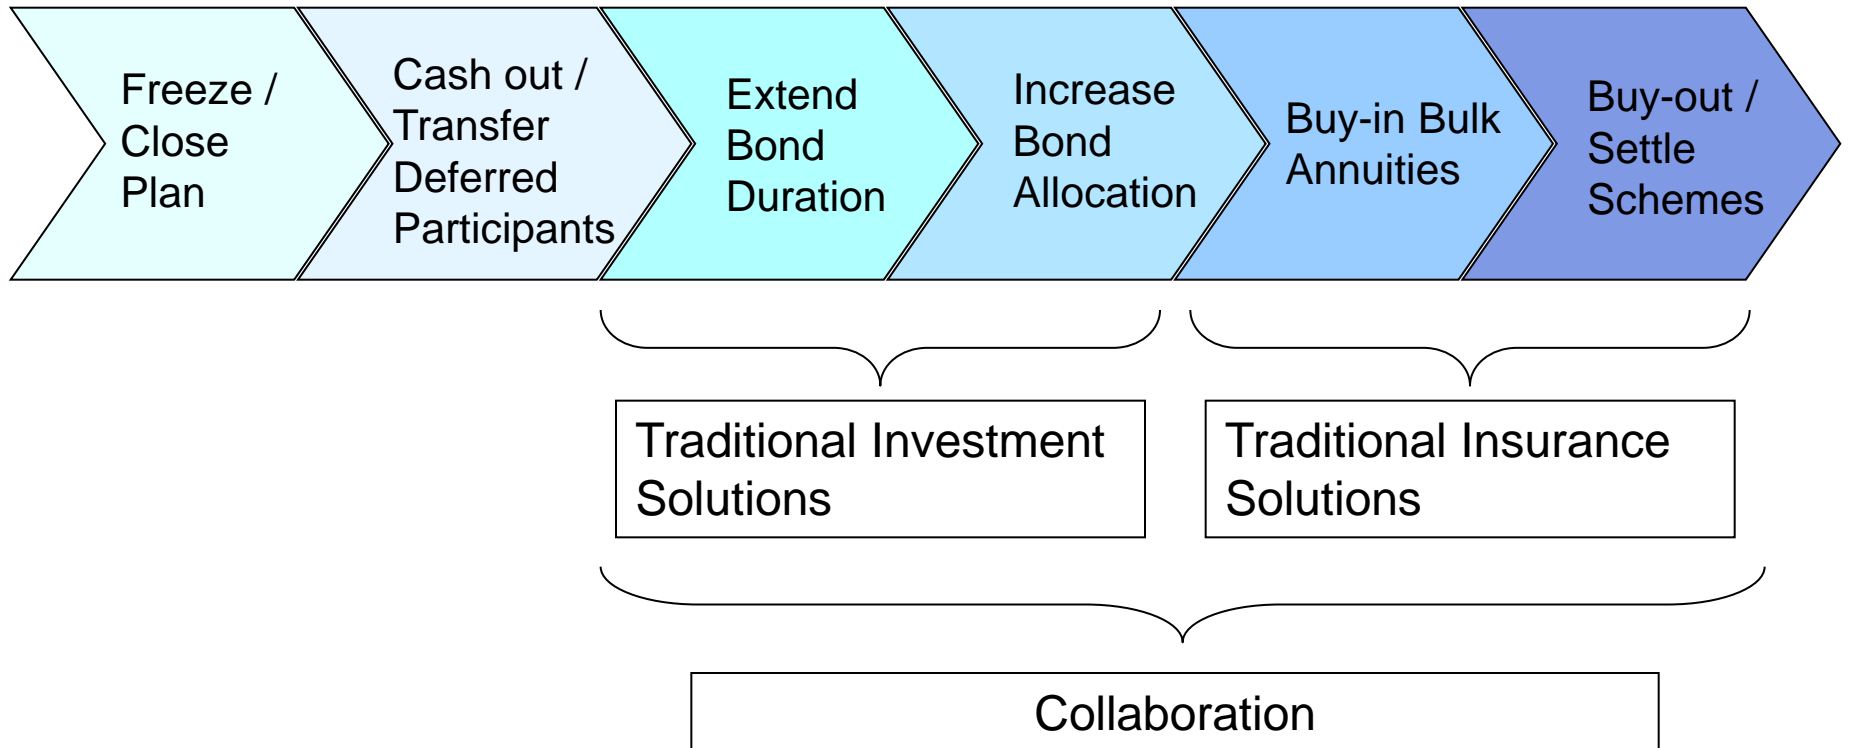 Freeze /
Close
Plan
Cash out /
Transfer
Deferred
Participants
Extend
Bond
Duration
Increase
Bond
Allocation
Buy-in Bulk
Annuities
Buy-out /
Settle
Schemes
Traditional Investment
Solutions
Traditional Insurance
Solutions
Collaboration